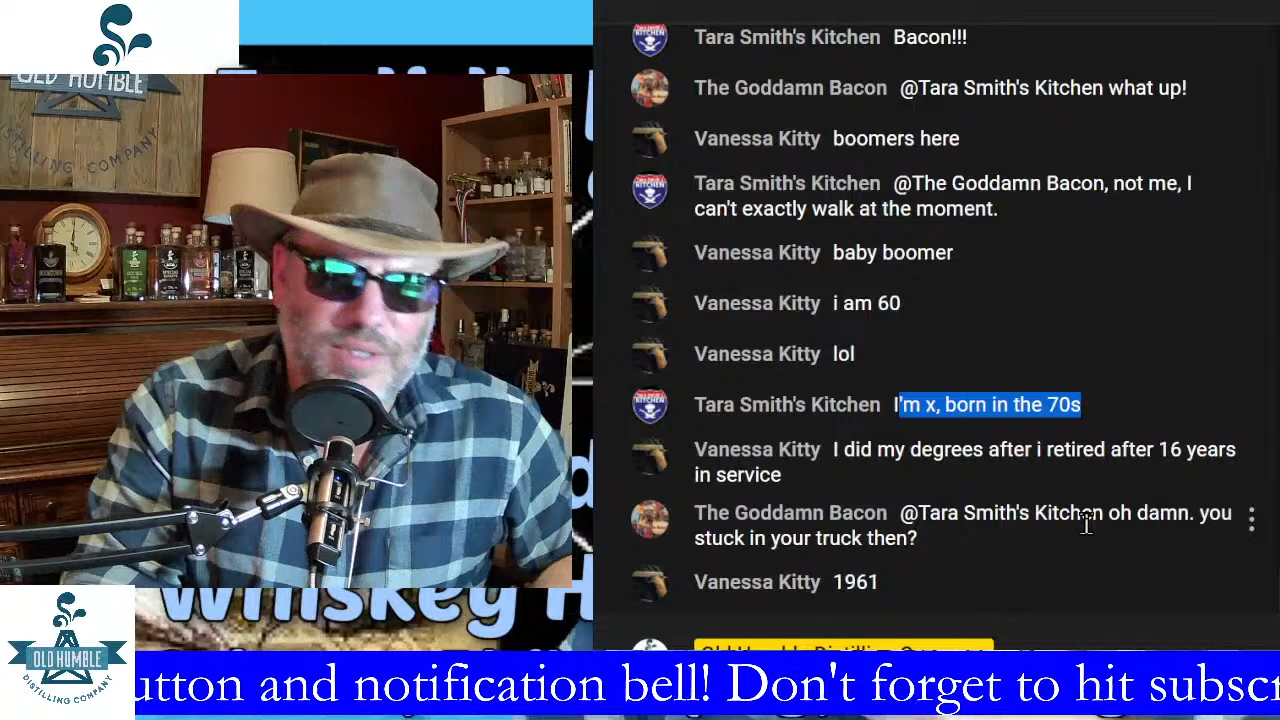 OLD HUMBLE
DISTILLING COMPANY
Tara Smith's Kitchen Bacon!!!
The Goddamn Bacon @Tara Smith's Kitchen what up!
Vanessa Kitty boomers here
Tara Smith's Kitchen @The Goddamn Bacon, not me, I
can't exactly walk at the moment.
Vanessa Kitty baby boomer
Vanessa Kitty i am 60
Vanessa Kitty lol
Tara Smith's Kitchen I'm x, born in the 70s
Vanessa Kitty I did my degrees after i retired after 16 years
in service
The Goddamn Bacon @Tara Smith's Kitchen oh damn. you
stuck in your truck then?
Vanessa Kitty 1961
Whiskey H
OLD HUMBLE
DISTILLING COMPANY
utton and notification bell! Don't forget to hit subscr